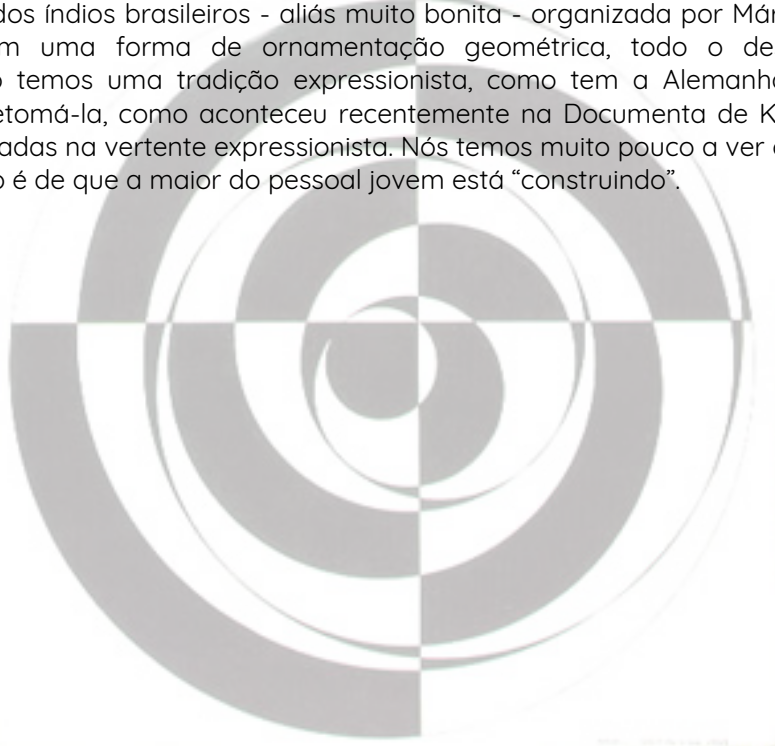 dos índios brasileiros - aliás muito bonita - organizada por Már
m uma forma de ornamentação geométrica, todo o de
temos uma tradição expressionista, como tem a Alemanh
etomá-la, como aconteceu recentemente na Documenta de K
adas na vertente expressionista. Nós temos muito pouco a ver
é de que a maior do pessoal jovem está “construindo”.